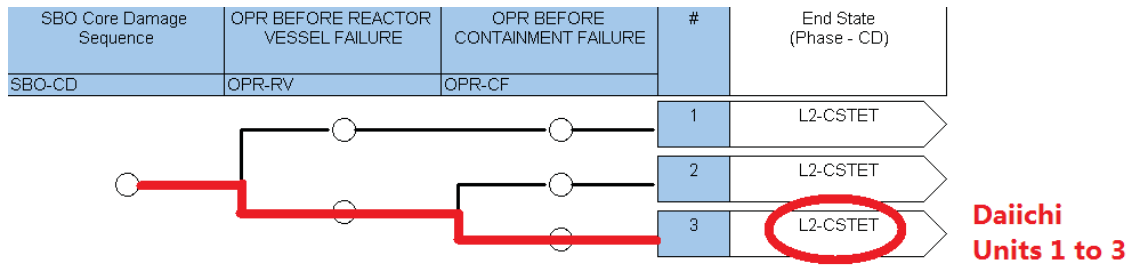 SBO Core Damage
Sequence
OPR BEFORE REACTOR
VESSEL FAILURE
OPR BEFORE
CONTAINMENT FAILURE
#
End State
(Phase - CD)
SBO-CD
OPR-RV
OPR-CF
1
L2-CSTET
2
L2-CSTET
3
L2-CSTET
Daiichi
Units 1 to 3